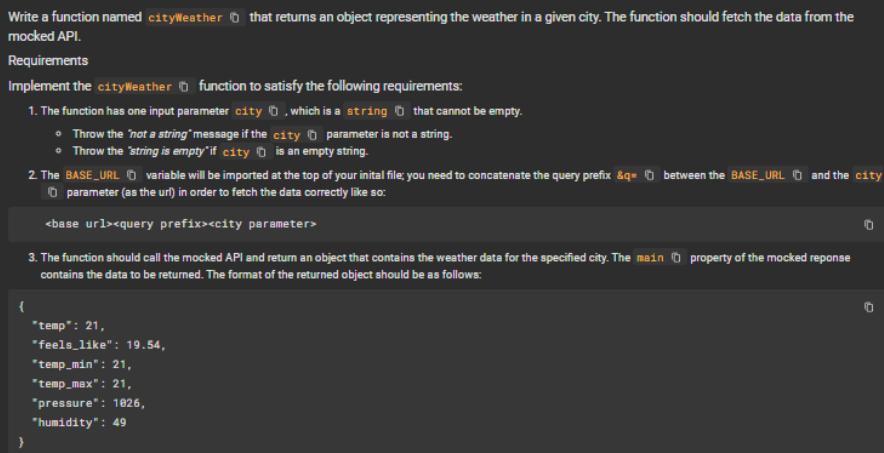 Write a function named cityWeather that returns an object representing the weather in a given city. The function should fetch the data from the
mocked API.
Requirements
Implement the cityWeather function to satisfy the following requirements:
1. The function has one input parameter city , which is a string that cannot be empty.
Throw the "not a string" message if the city parameter is not a string.
Throw the "string is empty" if city is an empty string.
2. The BASE_URL variable will be imported at the top of your inital file; you need to concatenate the query prefix &q= between the BASE_URL and the city
parameter (as the url) in order to fetch the data correctly like so:
<base url><query prefix><city parameter>
3. The function should call the mocked API and return an object that contains the weather data for the specified city. The main property of the mocked reponse
contains the data to be returned. The format of the returned object should be as follows:
{
"temp": 21,
"feels_like": 19.54,
"temp_min": 21,
"temp_max": 21,
"pressure": 1026,
"humidity": 49
}